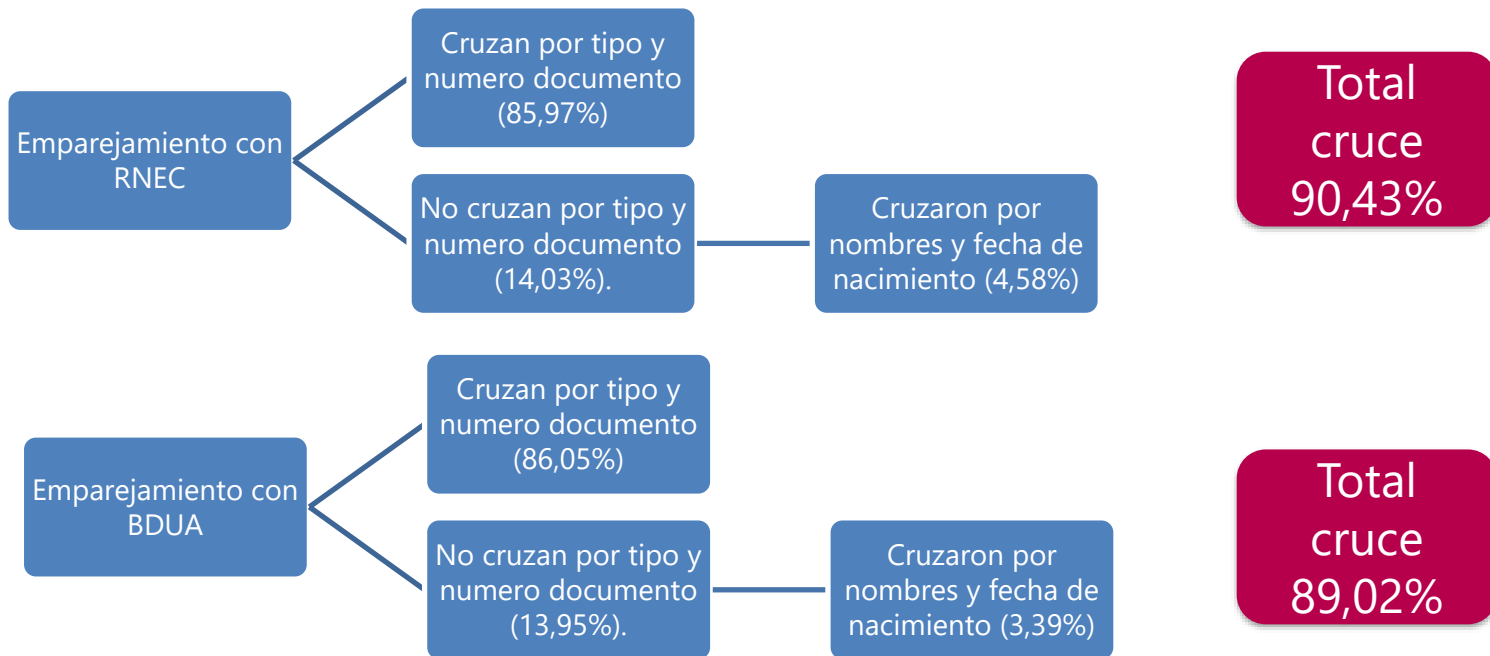 Emparejamiento con
RNEC
Cruzan por tipo y
numero documento
(85,97%)
No cruzan por tipo y
numero documento
(14,03%).
Cruzaron por
nombres y fecha de
nacimiento (4,58%)
Total
cruce
90,43%
Emparejamiento con
BDUA
Cruzan por tipo y
numero documento
(86,05%)
No cruzan por tipo y
numero documento
(13,95%).
Cruzaron por
nombres y fecha de
nacimiento (3,39%)
Total
cruce
89,02%